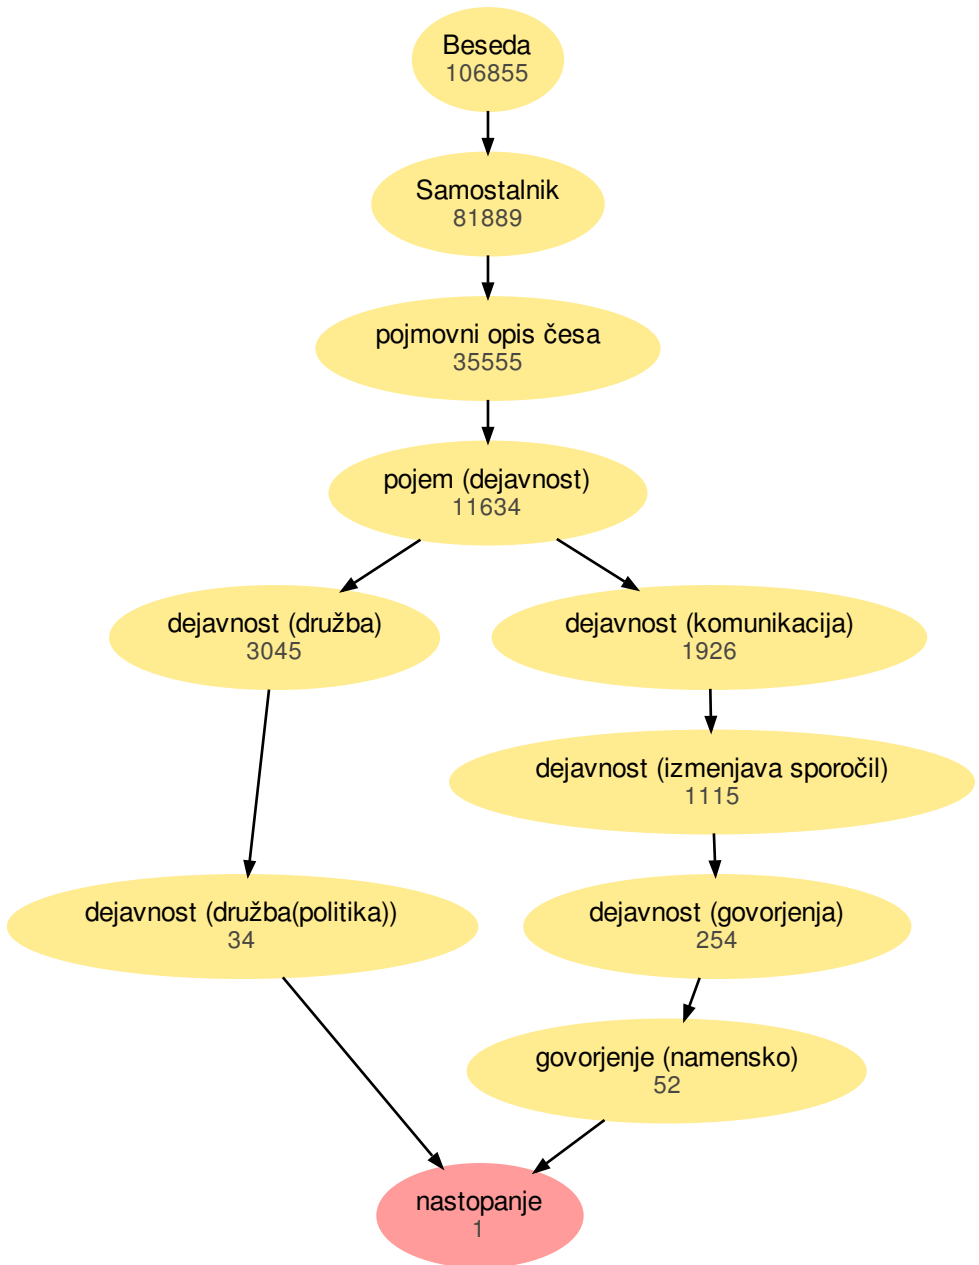 Beseda
106855
Samostalnik
81889
pojmovni opis česa
35555
pojem (dejavnost)
11634
dejavnost (družba)
3045
dejavnost (komunikacija)
1926
dejavnost (izmenjava sporočil)
1115
dejavnost (družba(politika))
34
dejavnost (govorjenja)
254
govorjenje (namensko)
52
nastopanje
1